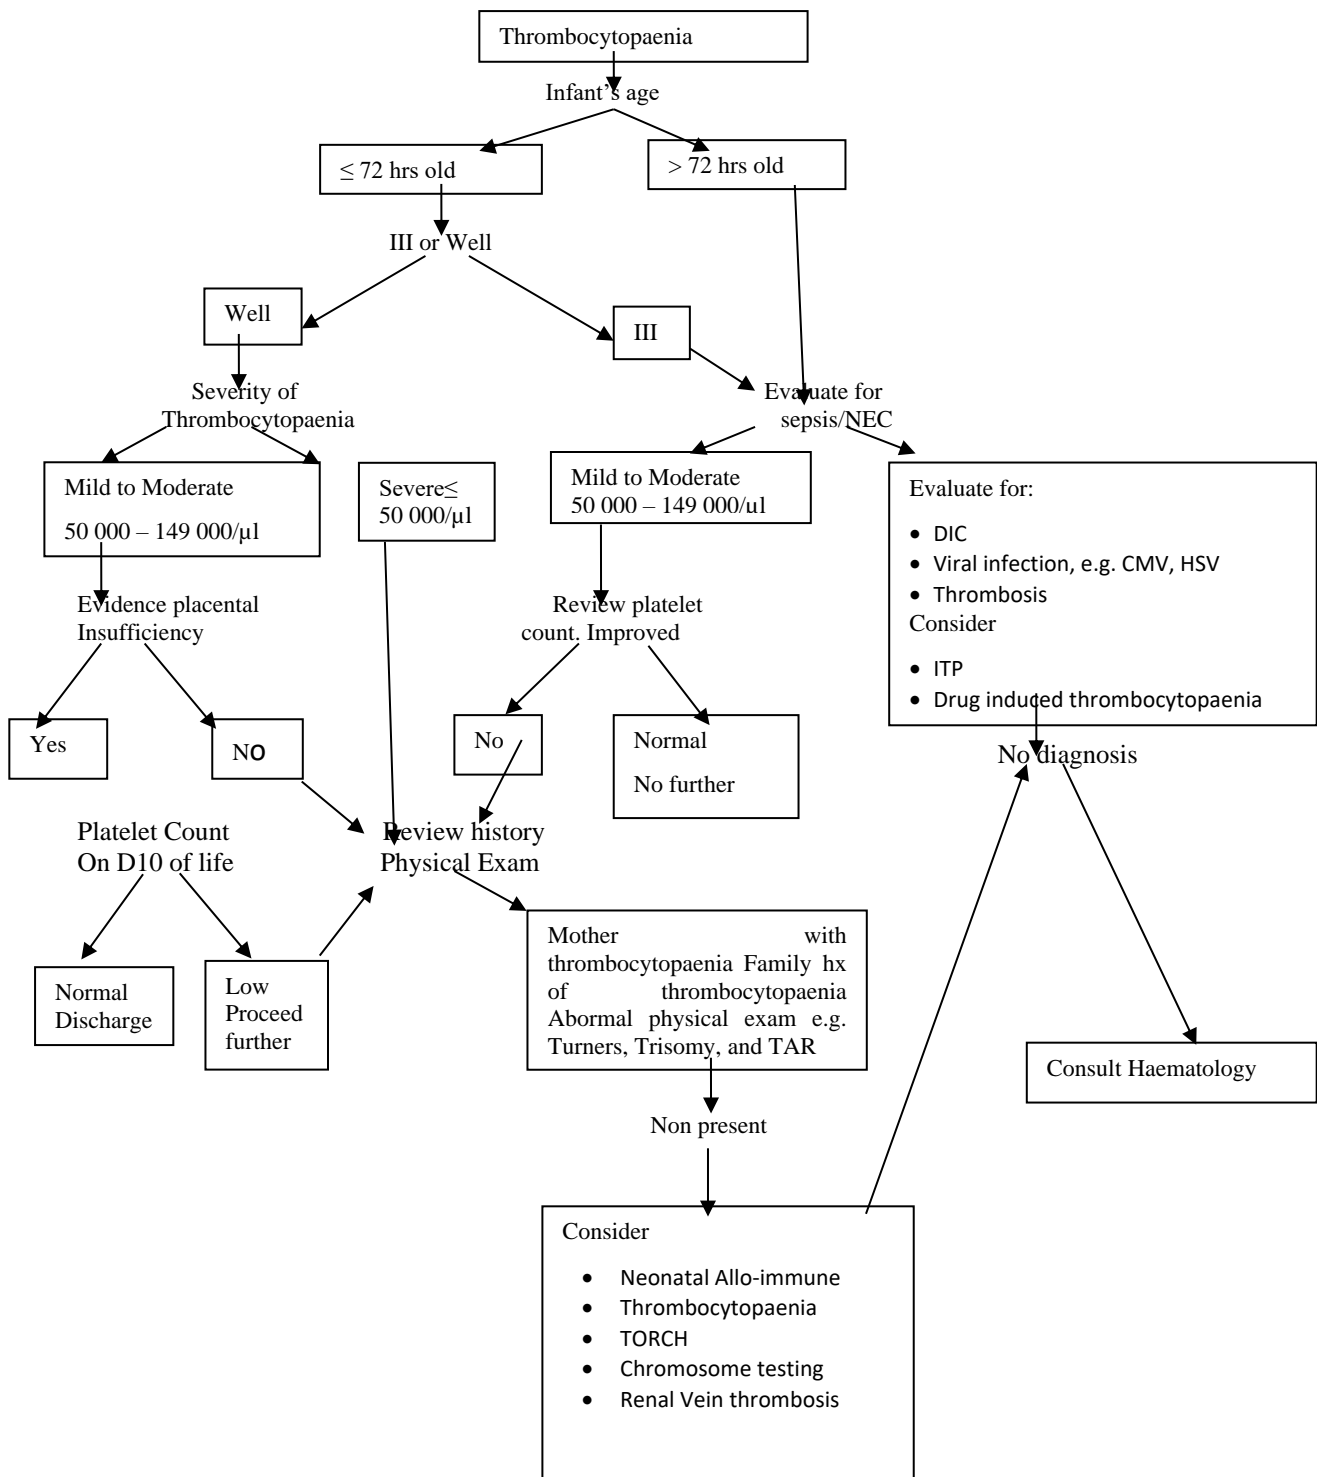 Thrombocytopaenia
Infant's age
≤ 72 hrs old
> 72 hrs old
III or Well
Well
III
Severity of
Thrombocytopaenia
Evaluate for
sepsis/NEC
Mild to Moderate
50 000 – 149 000/µl
Severe≤
50 000/µl
Mild to Moderate
50 000 – 149 000/µl
Evaluate for:
• DIC
• Viral infection, e.g. CMV, HSV
• Thrombosis
Consider
• ITP
• Drug induced thrombocytopaenia
Evidence placental
Insufficiency
Review platelet
count. Improved
Yes
NO
No
Normal
No further
No diagnosis
Platelet Count
On D10 of life
Review history
Physical Exam
Normal
Discharge
Low
Proceed
further
Mother with
thrombocytopaenia Family hx
of thrombocytopaenia
Abormal physical exam e.g.
Turners, Trisomy, and TAR
Consult Haematology
Non present
Consider
• Neonatal Allo-immune
• Thrombocytopaenia
• TORCH
• Chromosome testing
• Renal Vein thrombosis